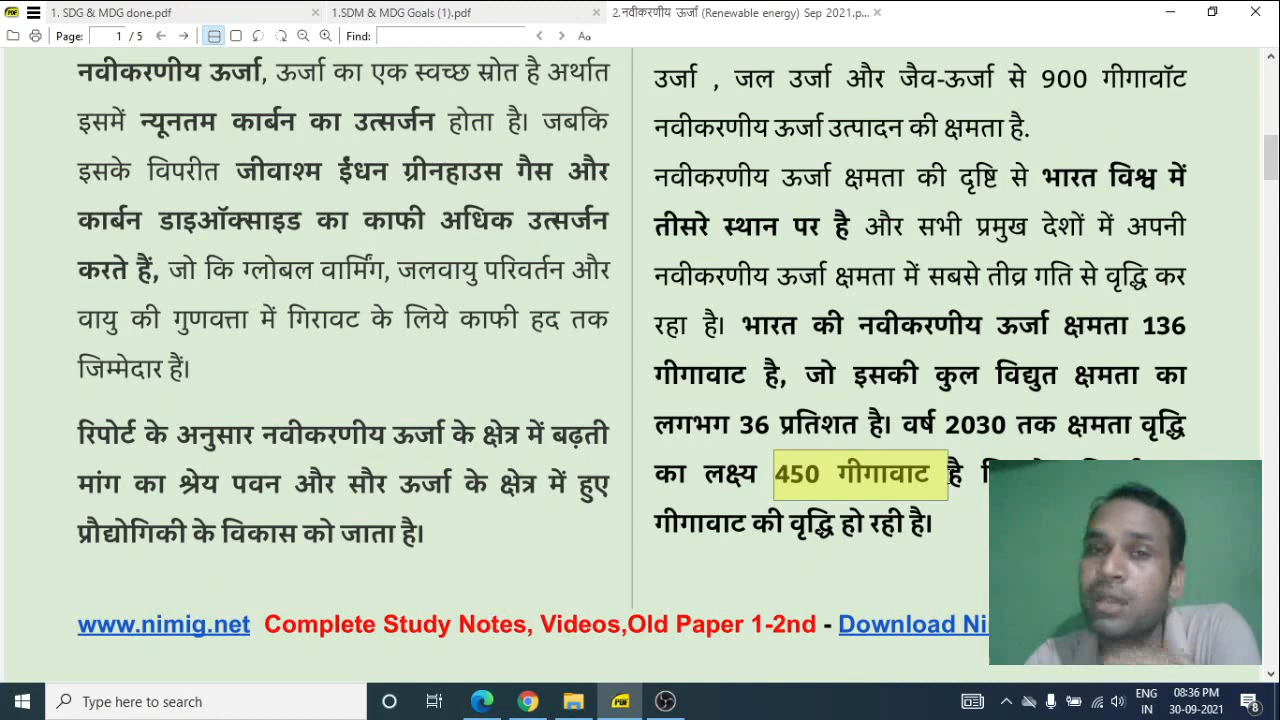 1. SDG & MDG done.pdf
1.SDM & MDG Goals (1).pdf
2.नवीकरणीय ऊर्जा (Renewable energy) Sep 2021.p...
Page: 1 / 5 Find: Aa
नवीकरणीय ऊर्जा, ऊर्जा का एक स्वच्छ स्रोत है अर्थात
इसमें न्यूनतम कार्बन का उत्सर्जन होता है। जबकि
इसके विपरीत जीवाश्म ईंधन ग्रीनहाउस गैस और
कार्बन डाइऑक्साइड का काफी अधिक उत्सर्जन
करते हैं, जो कि ग्लोबल वार्मिंग, जलवायु परिवर्तन और
वायु की गुणवत्ता में गिरावट के लिये काफी हद तक
जिम्मेदार हैं।
रिपोर्ट के अनुसार नवीकरणीय ऊर्जा के क्षेत्र में बढ़ती
मांग का श्रेय पवन और सौर ऊर्जा के क्षेत्र में हुए
प्रौद्योगिकी के विकास को जाता है।
उर्जा , जल उर्जा और जैव-ऊर्जा से 900 गीगावॉट
नवीकरणीय ऊर्जा उत्पादन की क्षमता है.
नवीकरणीय ऊर्जा क्षमता की दृष्टि से भारत विश्व में
तीसरे स्थान पर है और सभी प्रमुख देशों में अपनी
नवीकरणीय ऊर्जा क्षमता में सबसे तीव्र गति से वृद्धि कर
रहा है। भारत की नवीकरणीय ऊर्जा क्षमता 136
गीगावाट है, जो इसकी कुल विद्युत क्षमता का
लगभग 36 प्रतिशत है। वर्ष 2030 तक क्षमता वृद्धि
का लक्ष्य 450 गीगावाट है
गीगावाट की वृद्धि हो रही है।
www.nimig.net Complete Study Notes, Videos,Old Paper 1-2nd - Download Ni
Type here to search
ENG
IN
08:36 PM
30-09-2021
8